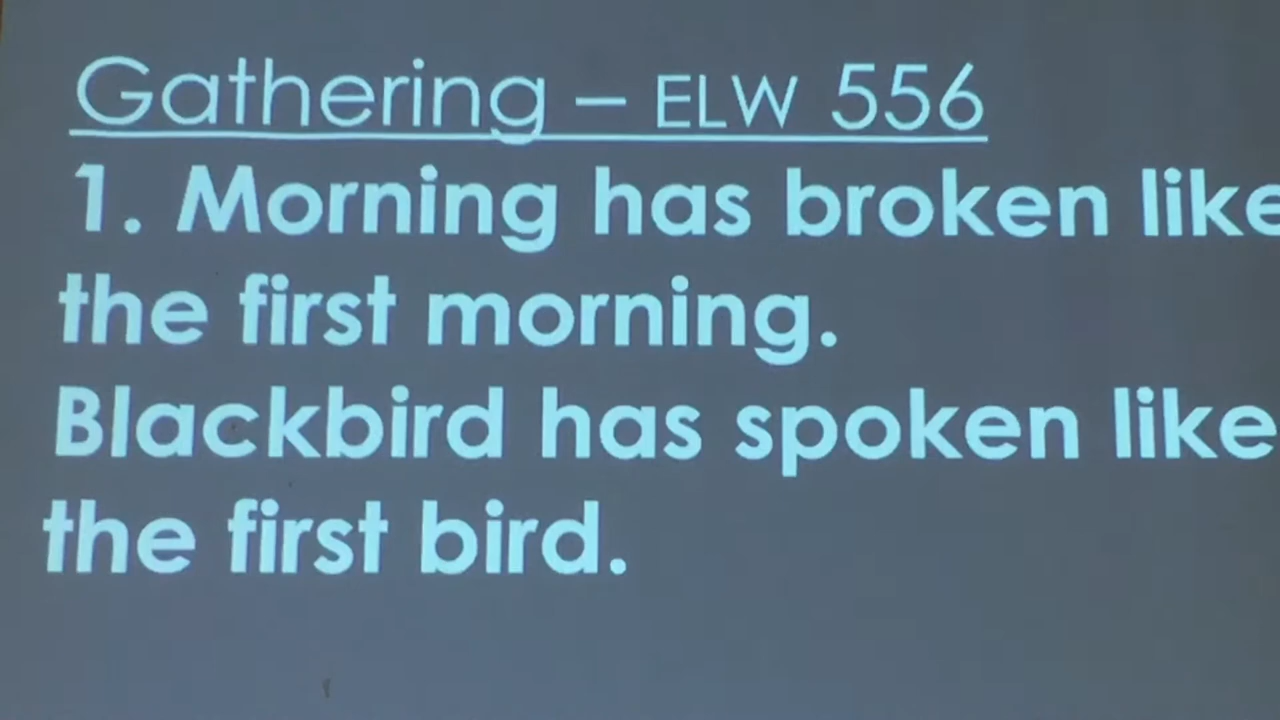 Gathering – ELW 556
1. Morning has broken like
the first morning.
Blackbird has spoken like
the first bird.